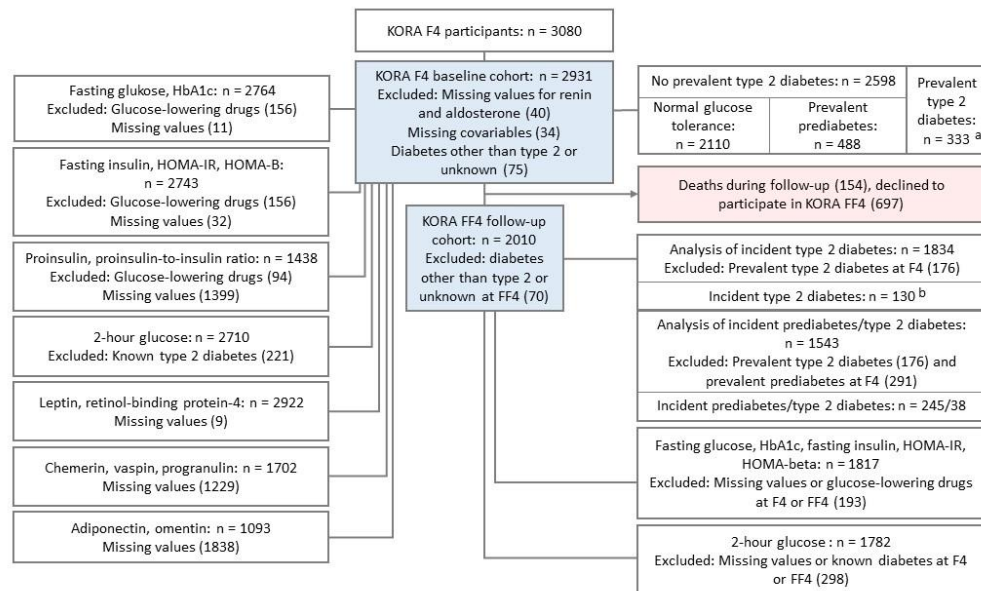 KORA F4 participants: n = 3080
KORA F4 baseline cohort: n = 2931
Excluded: Missing values for renin
and aldosterone (40)
Missing covariables (34)
Diabetes other than type 2 or
unknown (75)
Fasting glukose, HbA1c: n = 2764
Excluded: Glucose-lowering drugs (156)
Missing values (11)
Fasting insulin, HOMA-IR, HOMA-B:
n = 2743
Excluded: Glucose-lowering drugs (156)
Missing values (32)
Proinsulin, proinsulin-to-insulin ratio: n = 1438
Excluded: Glucose-lowering drugs (94)
Missing values (1399)
2-hour glucose: n = 2710
Excluded: Known type 2 diabetes (221)
Leptin, retinol-binding protein-4: n = 2922
Missing values (9)
Chemerin, vaspin, progranulin: n = 1702
Missing values (1229)
Adiponectin, omentin: n = 1093
Missing values (1838)
No prevalent type 2 diabetes: n = 2598
Normal glucose
tolerance:
n = 2110
Prevalent
prediabetes:
n = 488
Prevalent
type 2
diabetes:
n = 333 a
Deaths during follow-up (154), declined to
participate in KORA FF4 (697)
KORA FF4 follow-up
cohort: n = 2010
Excluded: diabetes
other than type 2 or
unknown at FF4 (70)
Analysis of incident type 2 diabetes: n = 1834
Excluded: Prevalent type 2 diabetes at F4 (176)
Incident type 2 diabetes: n = 130 b
Analysis of incident prediabetes/type 2 diabetes:
n = 1543
Excluded: Prevalent type 2 diabetes (176) and
prevalent prediabetes at F4 (291)
Incident prediabetes/type 2 diabetes: n = 245/38
Fasting glucose, HbA1c, fasting insulin, HOMA-IR,
HOMA-beta: n = 1817
Excluded: Missing values or glucose-lowering drugs
at F4 or FF4 (193)
2-hour glucose : n = 1782
Excluded: Missing values or known diabetes at F4
or FF4 (298)